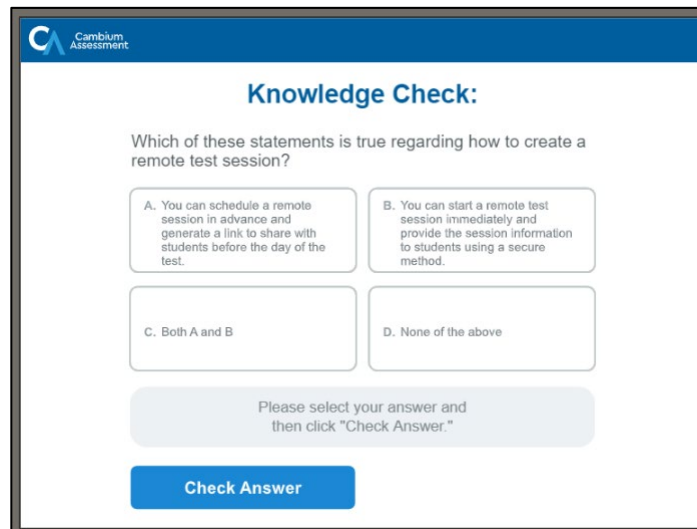 Cambium
Assessment
Knowledge Check:
Which of these statements is true regarding how to create a
remote test session?
A. You can schedule a remote
session in advance and
generate a link to share with
students before the day of the
test.
B. You can start a remote test
session immediately and
provide the session information
to students using a secure
method.
C. Both A and B
D. None of the above
Please select your answer and
then click "Check Answer."
Check Answer